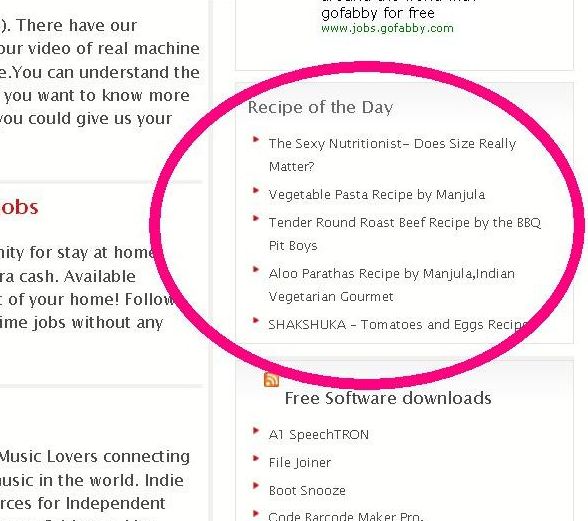 ). There have our
our video of real machine
e.You can understand the
you want to know more
you could give us your
obs
nity for stay at home
ra cash. Available
t of your home! Follow
ime jobs without any
Music Lovers connecting
usic in the world. Indie
rces for Independent
gofabby for free
www.jobs.gofabby.com
Recipe of the Day
The Sexy Nutritionist- Does Size Really
Matter?
Vegetable Pasta Recipe by Manjula
Tender Round Roast Beef Recipe by the BBQ
Pit Boys
Aloo Parathas Recipe by Manjula,Indian
Vegetarian Gourmet
SHAKSHUKA - Tomatoes and Eggs Recipe
Free Software downloads
A1 SpeechTRON
File Joiner
Boot Snooze
Code Barcode Maker Pro.